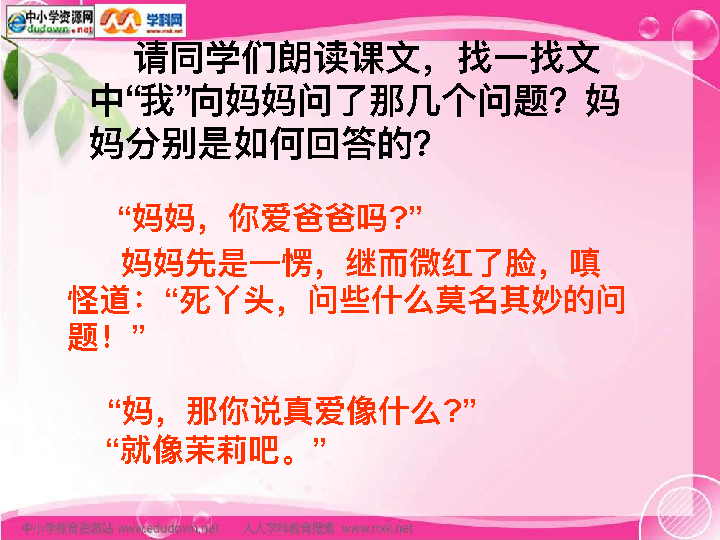 中小学资源网
edudown.net
学科网
请同学们朗读课文，找一找文
中“我”向妈妈问了那几个问题？妈
妈分别是如何回答的？
“妈妈，你爱爸爸吗?”
妈妈先是一愣，继而微红了脸，嗔
怪道：“死丫头，问些什么莫名其妙的问
题！”
“妈，那你说真爱像什么?”
“就像茉莉吧。”
中小学教育资源站 www.edudown.net 人人学科教育搜索 www.rrxk.net